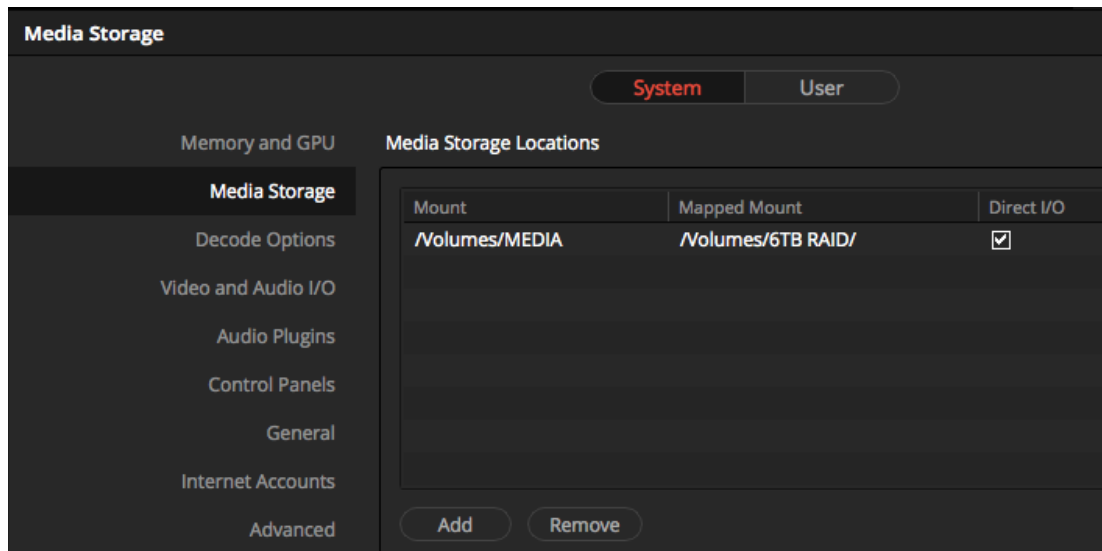 Media Storage
System User
Memory and GPU
Media Storage
Decode Options
Video and Audio I/O
Audio Plugins
Control Panels
General
Internet Accounts
Advanced
Media Storage Locations
Mount Mapped Mount Direct I/O
/Volumes/MEDIA /Volumes/6TB RAID/
Add Remove